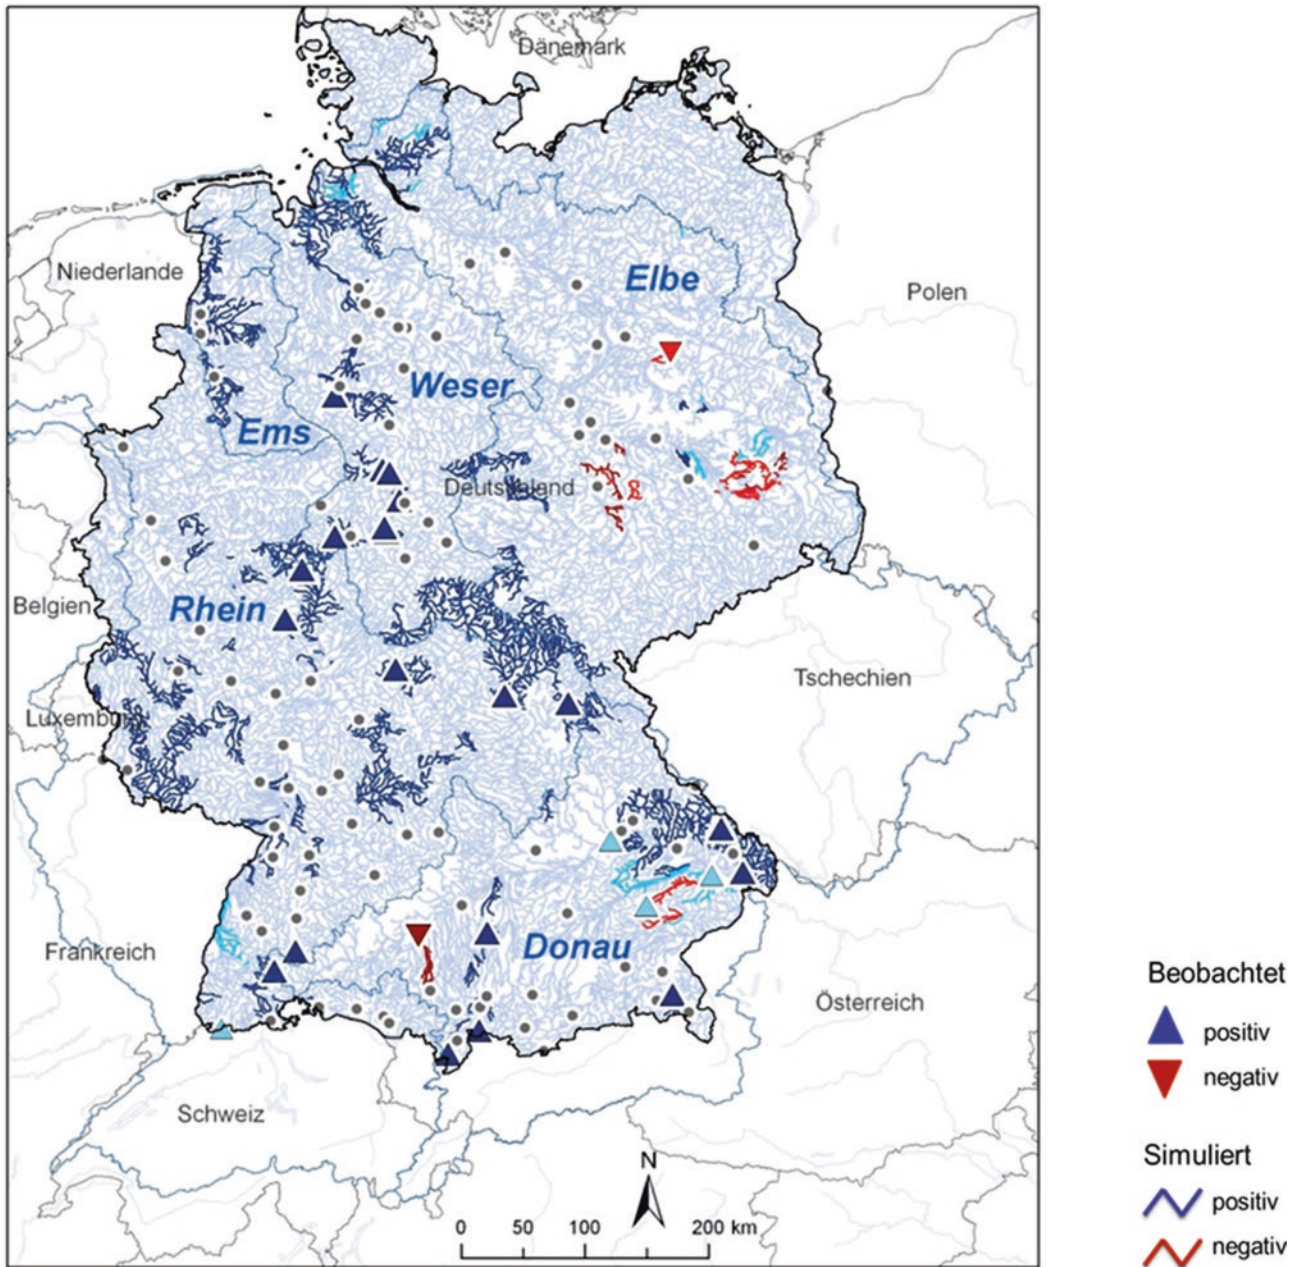 Dänemark
Niederlande
Elbe
Polen
Weser
Ems
Deutschland
Belgien
Rhein
Tschechien
Luxemburg
Frankreich
Donau
Beobachtet
Österreich
positiv
negativ
Schweiz
Simuliert
N
positiv
0 50 100 200 km
negativ